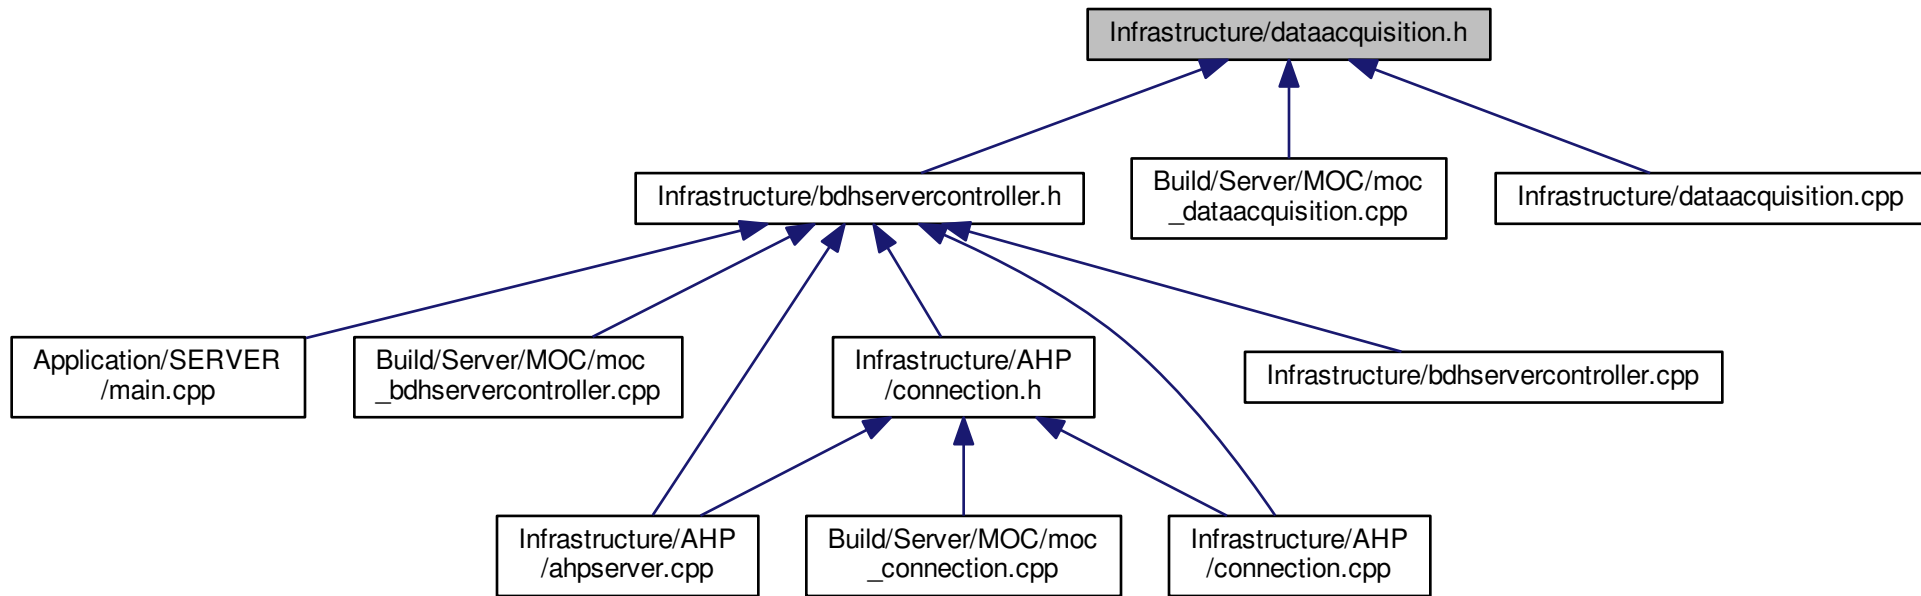 Infrastructure/dataacquisition.h
Infrastructure/bdhservercontroller.h
Build/Server/MOC/moc
_dataacquisition.cpp
Infrastructure/dataacquisition.cpp
Application/SERVER
/main.cpp
Build/Server/MOC/moc
_bdhservercontroller.cpp
Infrastructure/AHP
/connection.h
Infrastructure/bdhservercontroller.cpp
Infrastructure/AHP
/ahpserver.cpp
Build/Server/MOC/moc
_connection.cpp
Infrastructure/AHP
/connection.cpp